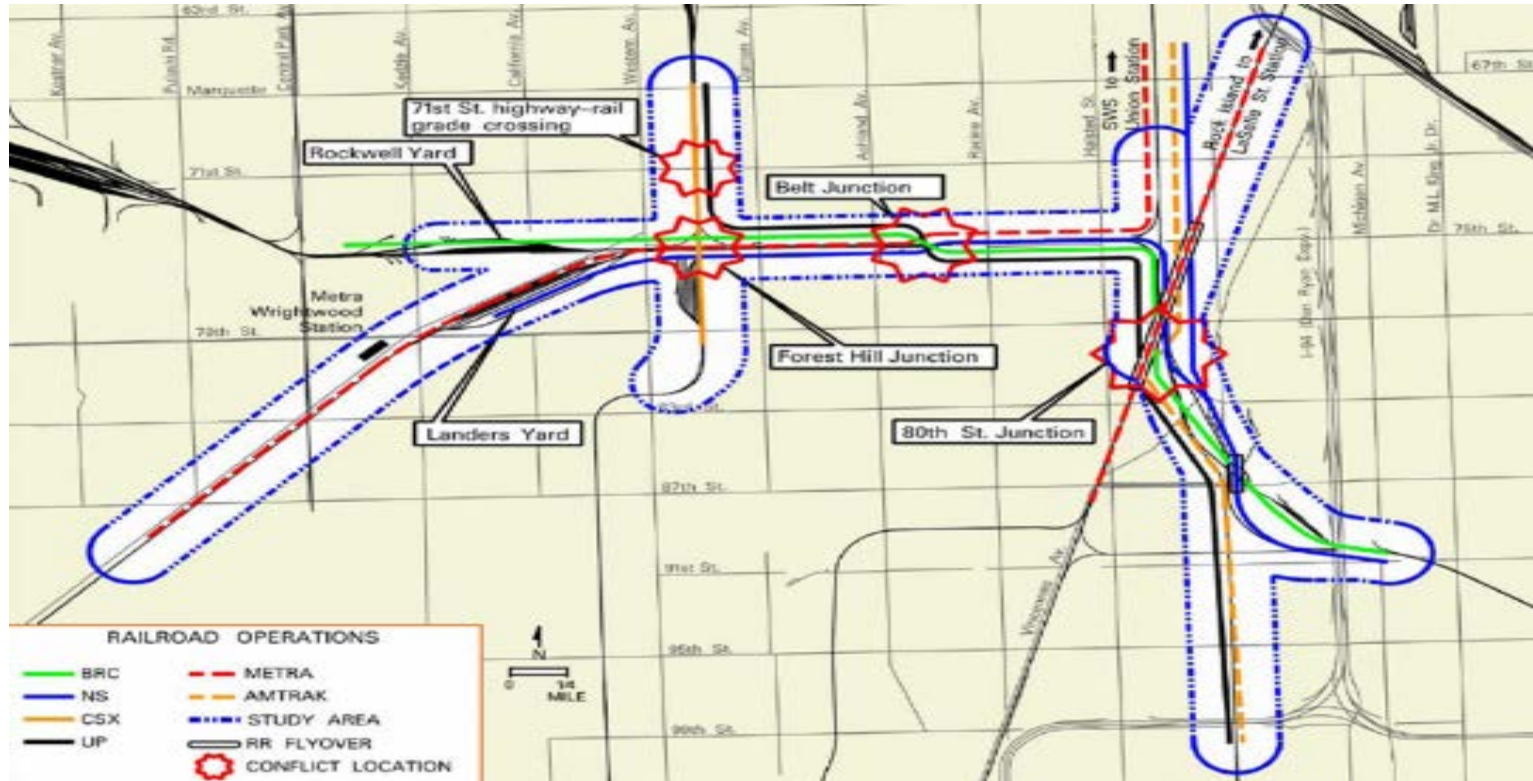 63rd St.
Kostner Av.
Pulaski Rd.
Central Park Av.
Kedzie Av.
California Av.
Western Av.
Damen Av.
Ashland Av.
Racine Av.
Halsted St.
SWS to
Union Station
Rock Island to
LaSalle St. Station
67th St.
Marquette
71st St. highway-rail
grade crossing
Rockwell Yard
71st St.
Belt Junction
Michigan Av.
Dr. M.L. King Jr. Dr.
75th St.
I-94 (Dan Ryan Expy.)
Metra
Wrightwood
Station
79th St.
Forest Hill Junction
83rd St.
Landers Yard
80th St. Junction
87th St.
91st St.
Vincennes Av.
95th St.
99th St.
N
0 1/4
MILE
RAILROAD OPERATIONS
BRC
METRA
NS
AMTRAK
CSX
STUDY AREA
UP
RR FLYOVER
CONFLICT LOCATION